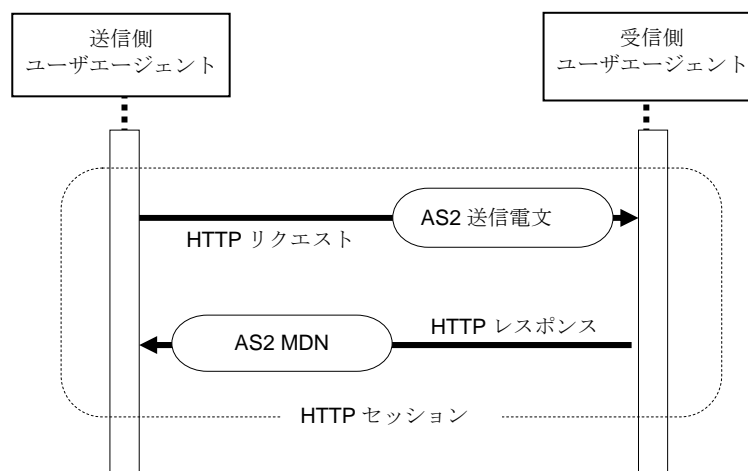 送信側
ユーザエージェント
受信側
ユーザエージェント
AS2 送信電文
HTTP リクエスト
HTTP レスポンス
AS2 MDN
HTTP セッション